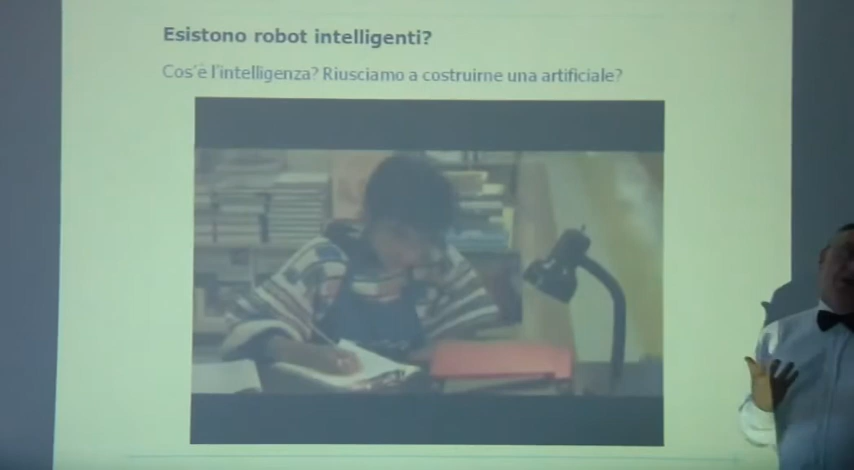 Esistono robot intelligenti?
Cos'è l'intelligenza? Riusciamo a costruirne una artificiale?